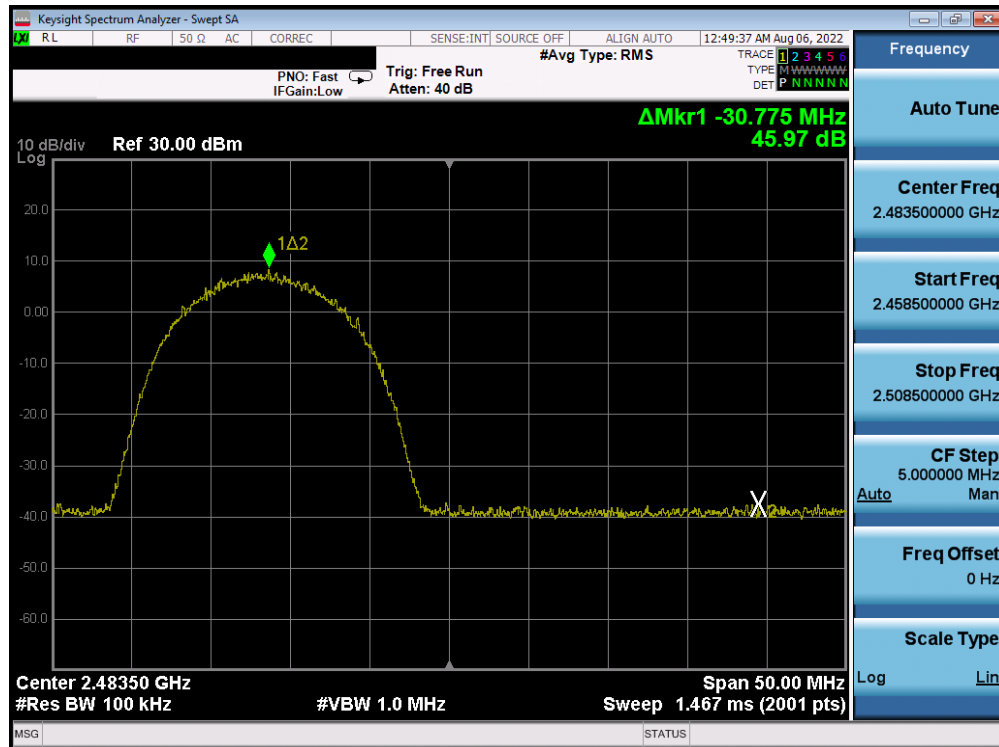 Keysight Spectrum Analyzer - Swept SA
LXI RL RF 50 Ω AC CORREC SENSE:INT SOURCE OFF ALIGN AUTO 12:49:37 AM Aug 06, 2022
#Avg Type: RMS
TRACE 1 2 3 4 5 6
PNO: Fast Trig: Free Run
TYPE M W W W W W
IFGain:Low Atten: 40 dB
DET P N N N N N
ΔMkr1 -30.775 MHz
45.97 dB
10 dB/div Ref 30.00 dBm
Log
20.0
1Δ2
10.0
0.00
-10.0
-20.0
-30.0
-40.0
-50.0
-60.0
Center 2.48350 GHz Span 50.00 MHz
#Res BW 100 kHz #VBW 1.0 MHz Sweep 1.467 ms (2001 pts)
MSG STATUS
Frequency
Auto Tune
Center Freq
2.483500000 GHz
Start Freq
2.458500000 GHz
Stop Freq
2.508500000 GHz
CF Step
5.000000 MHz
Auto Man
Freq Offset
0 Hz
Scale Type
Log Lin